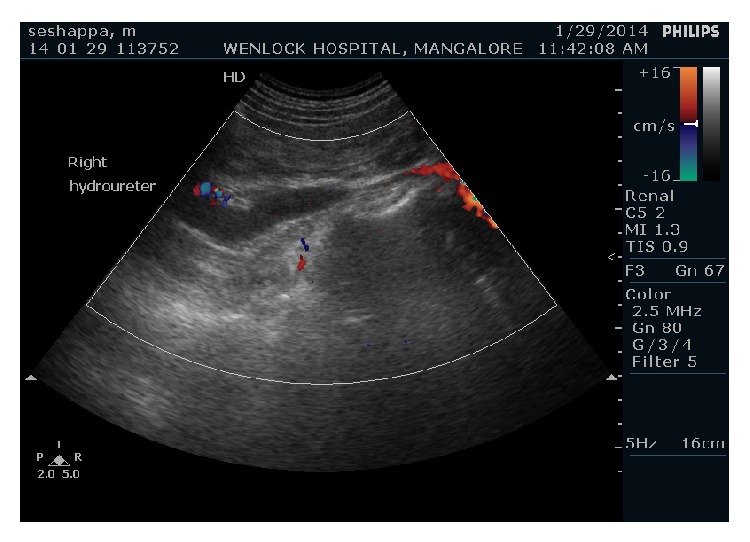 seshappa, m 1/29/2014 PHILIPS
14 01 29 113752 WENLOCK HOSPITAL, MANGALORE 11:42:08 AM
HD
+16
cm/s
-16
Right
hydroureter
Renal
C5 2
MI 1.3
TIS 0.9
F3 Gn 67
Color
2.5 MHz
Gn 80
G/3/4
Filter 5
5Hz 16cm
I
P R
2.0 5.0